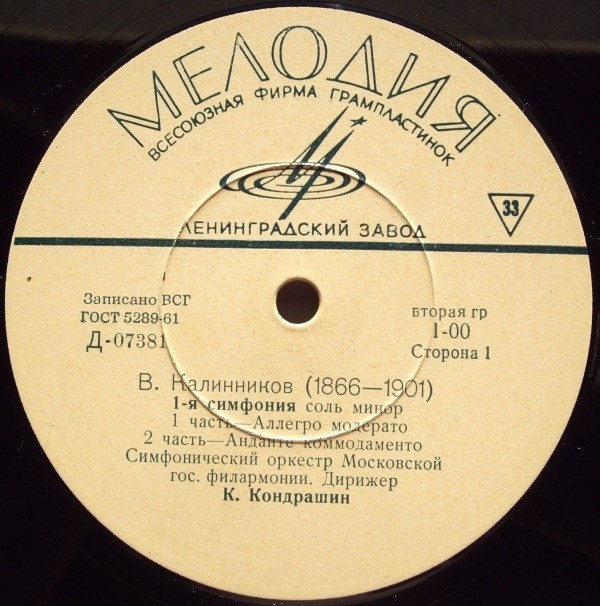 МЕЛОДИЯ
ВСЕСОЮЗНАЯ ФИРМА ГРАМПЛАСТИНОК
33
ЛЕНИНГРАДСКИЙ ЗАВОД
Записано ВСГ
ГОСТ 5289-61
Д-07381
вторая гр
1-00
Сторона 1
В. Калинников (1866—1901)
1-я симфония соль минор
1 часть—Аллегро модерато
2 часть—Анданте коммодаменто
Симфонический оркестр Московской
гос. филармонии. Дирижер
К. Кондрашин